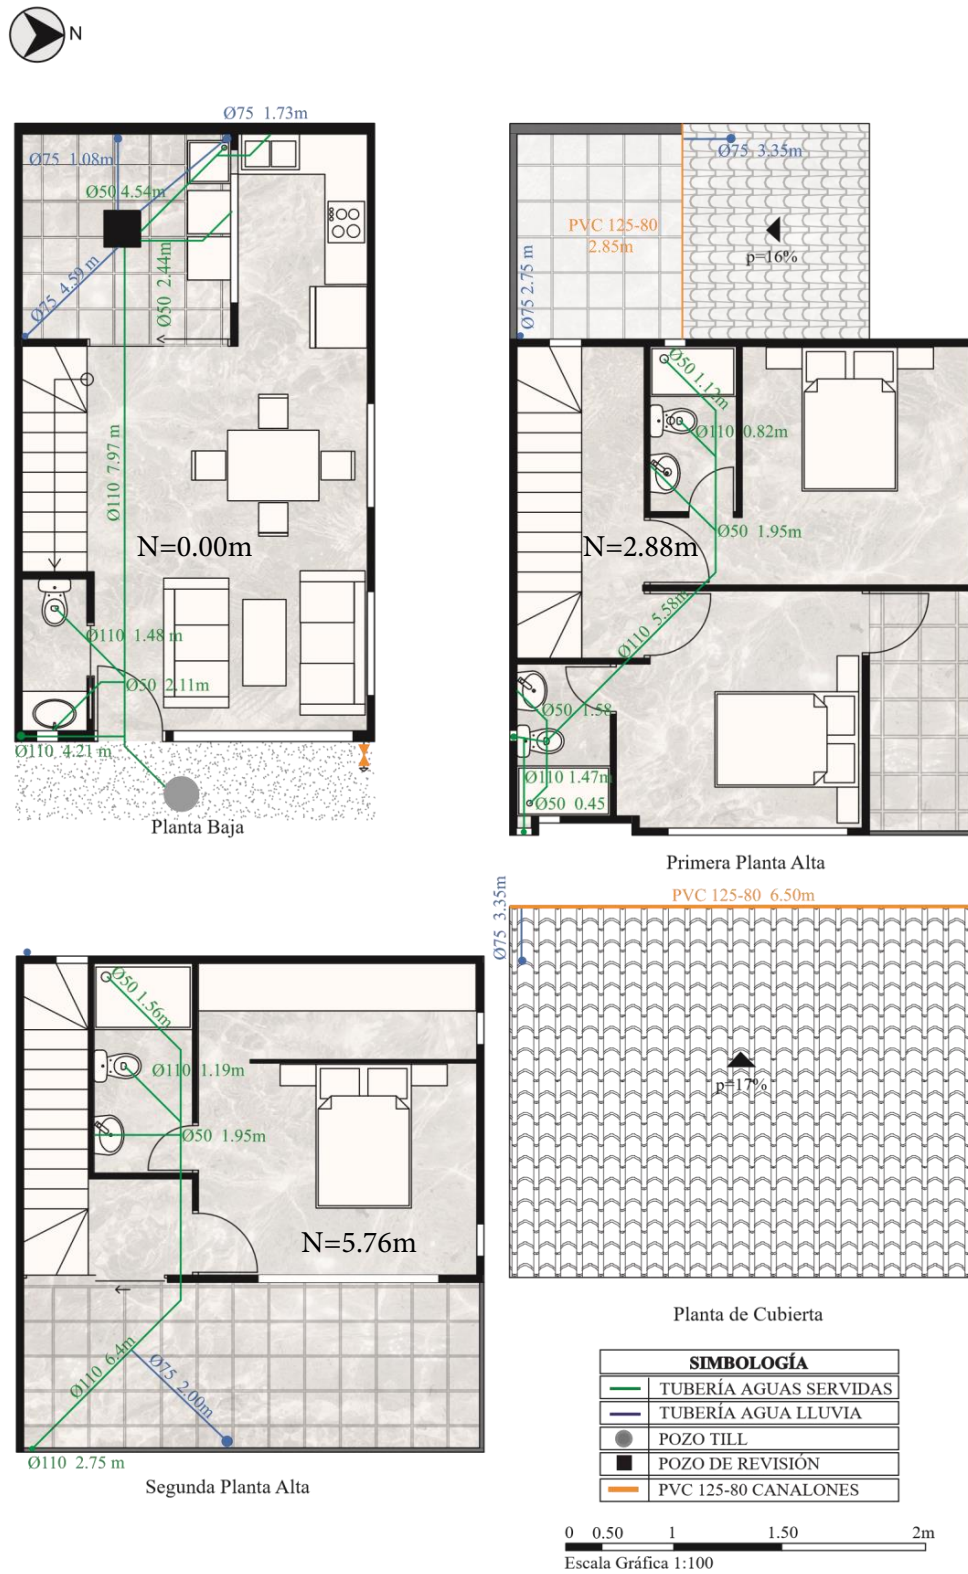 N
Ø75  1.73m
Ø75  1.08m
Ø50 4.54m
Ø75  4.59 m
Ø50  2.44m
Ø110  7.97 m
N=0.00m
Ø110  1.48 m
Ø50  2.11m
Ø110  4.21 m
Planta Baja
Ø75  3.35m
PVC 125-80
2.85m
p=16%
Ø75 2.75 m
Ø50 1.12m
Ø110  0.82m
Ø50  1.95m
N=2.88m
Ø110  5.58m
Ø50  1.58
Ø110 1.47m
Ø50  0.45
Primera Planta Alta
Ø50 1.56m
Ø110  1.19m
Ø50  1.95m
N=5.76m
Ø110  6.4m
Ø75  2.00m
Ø110  2.75 m
Segunda Planta Alta
PVC 125-80  6.50m
Ø75  3.35m
p=17%
Planta de Cubierta
SIMBOLOGÍA
TUBERÍA AGUAS SERVIDAS
TUBERÍA AGUA LLUVIA
POZO TILL
POZO DE REVISIÓN
PVC 125-80 CANALONES
0 0.50 1 1.50 2m
Escala Gráfica 1:100